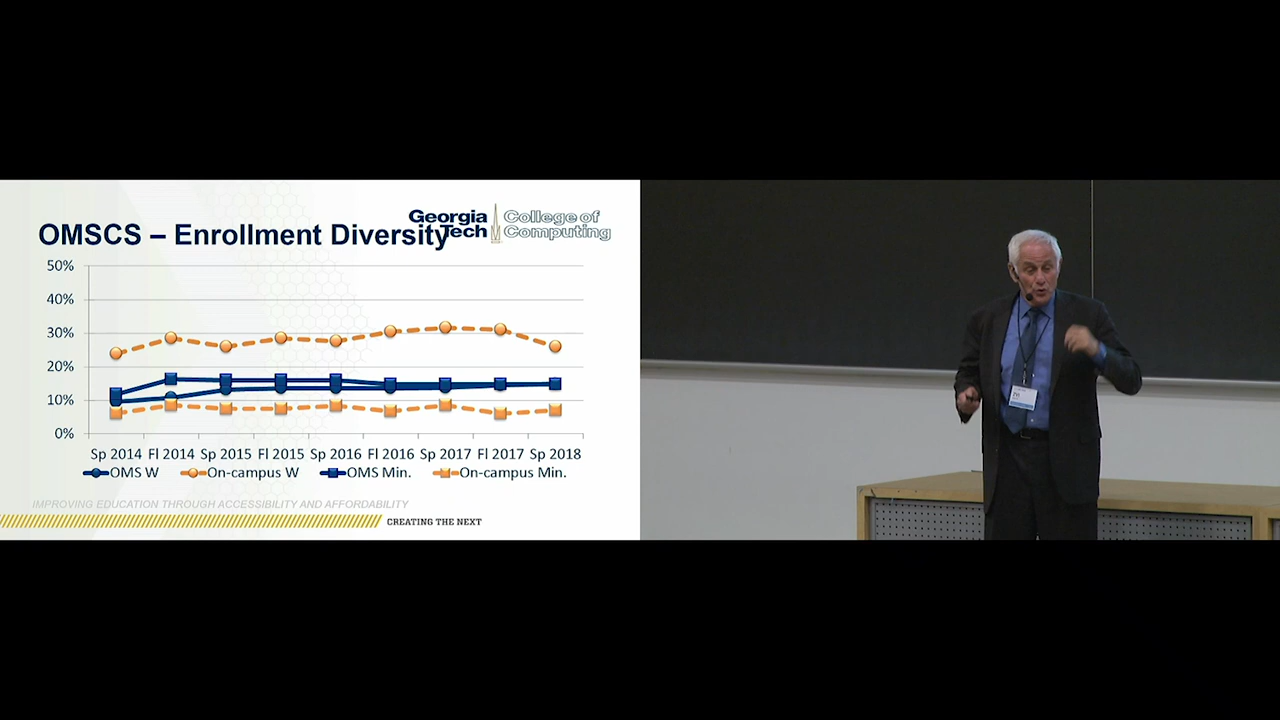 OMSCS – Enrollment Diversity
Georgia Tech
College of Computing
50%
40%
30%
20%
10%
0%
Sp 2014 Fl 2014 Sp 2015 Fl 2015 Sp 2016 Fl 2016 Sp 2017 Fl 2017 Sp 2018
OMS W On-campus W OMS Min. On-campus Min.
IMPROVING EDUCATION THROUGH ACCESSIBILITY AND AFFORDABILITY
CREATING THE NEXT